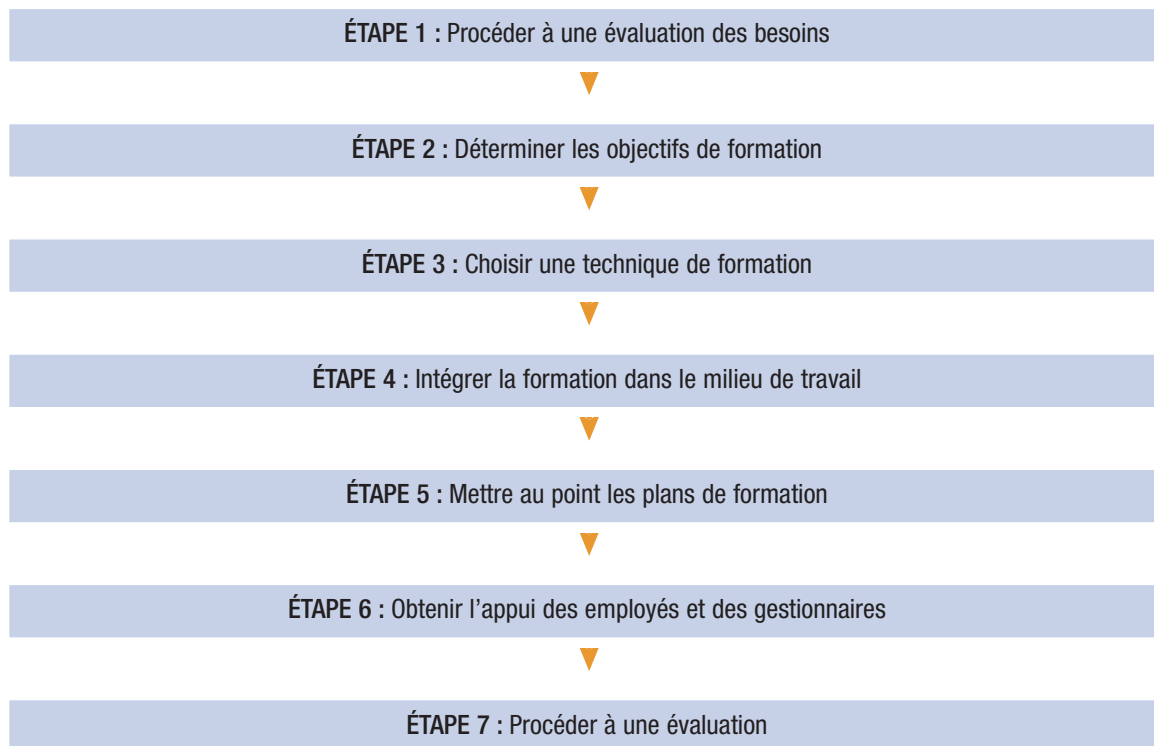 ÉTAPE 1 : Procéder à une évaluation des besoins
ÉTAPE 2 : Déterminer les objectifs de formation
ÉTAPE 3 : Choisir une technique de formation
ÉTAPE 4 : Intégrer la formation dans le milieu de travail
ÉTAPE 5 : Mettre au point les plans de formation
ÉTAPE 6 : Obtenir l'appui des employés et des gestionnaires
ÉTAPE 7 : Procéder à une évaluation